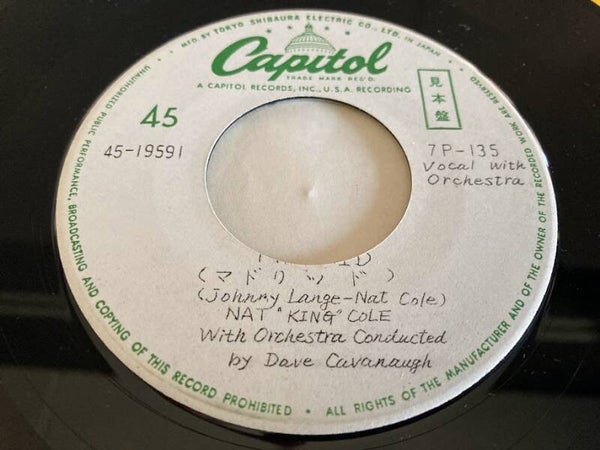 MFD. BY TOKYO SHIBAURA ELECTRIC CO., LTD. IN JAPAN
Capitol
TRADE MARK REG'D.
A CAPITOL RECORDS, INC., U.S.A. RECORDING
見本盤
45
45-19591
7P-135
Vocal with
Orchestra
(マドリッド)
(Johnny Lange-Nat Cole)
NAT "KING" COLE
With Orchestra Conducted
by Dave Cavanaugh
UNAUTHORIZED PUBLIC PERFORMANCE, BROADCASTING AND COPYING OF THIS RECORD PROHIBITED • ALL RIGHTS OF THE MANUFACTURER AND OF THE OWNER OF THE RECORDED WORK ARE RESERVED